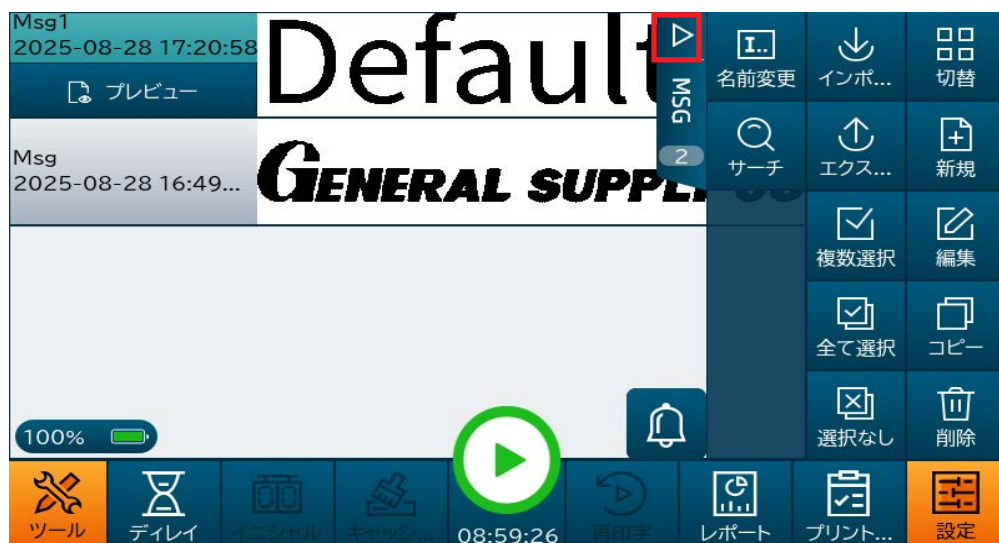 Msg1
2025-08-28 17:20:58
プレビュー
Default
Msg
2025-08-28 16:49...
GENERAL SUPPL
MSG
2
名前変更
インポ...
切替
サーチ
エクス...
新規
複数選択
編集
全て選択
コピー
選択なし
削除
100%
ツール
ディレイ
イニシャル
キャッシ...
08:59:26
再印字
レポート
プリント...
設定